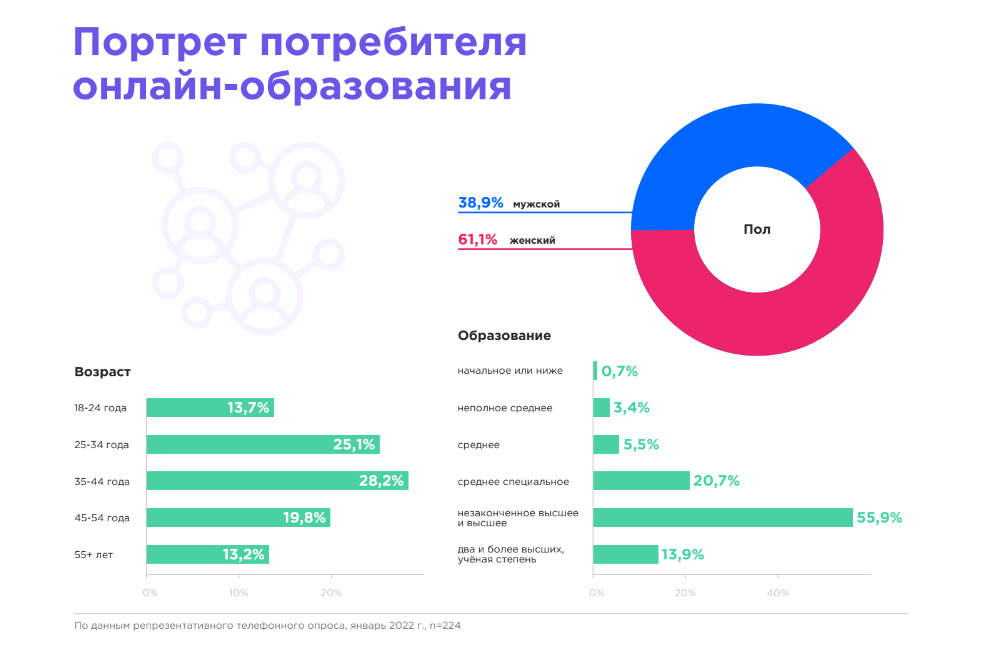 Портрет потребителя
онлайн-образования
38,9% мужской
61,1% женский
Пол
Возраст
18-24 года 13,7%
25-34 года 25,1%
35-44 года 28,2%
45-54 года 19,8%
55+ лет 13,2%
0% 10% 20%
Образование
начальное или ниже 0,7%
неполное среднее 3,4%
среднее 5,5%
среднее специальное 20,7%
незаконченное высшее
и высшее 55,9%
два и более высших,
учёная степень 13,9%
0% 20% 40%
По данным репрезентативного телефонного опроса, январь 2022 г., n=224